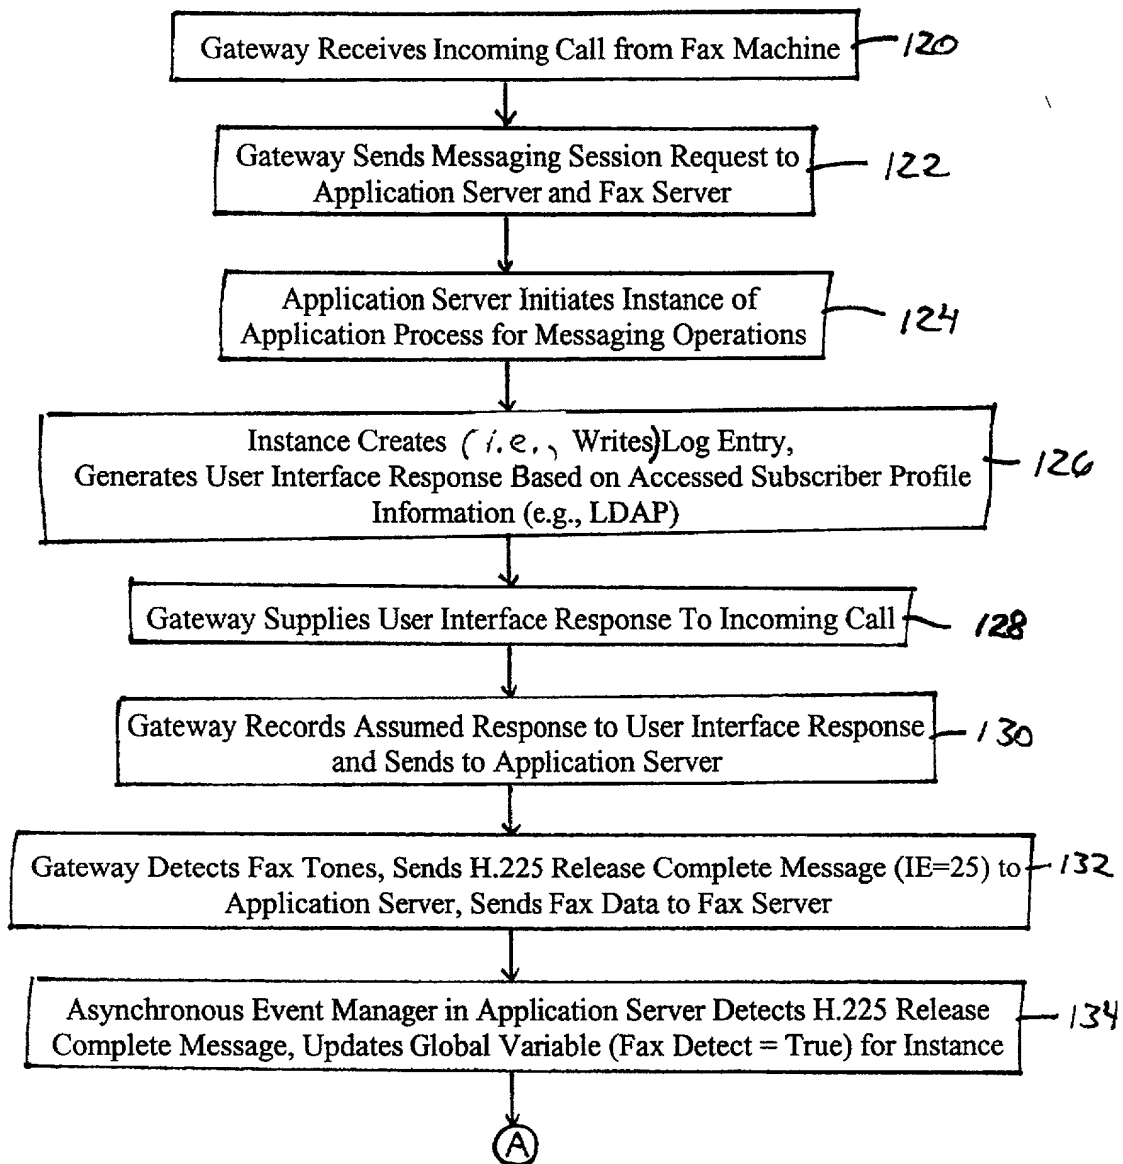 Gateway Receives Incoming Call from Fax Machine 120
Gateway Sends Messaging Session Request to
Application Server and Fax Server 122
Application Server Initiates Instance of
Application Process for Messaging Operations 124
Instance Creates (i.e., Writes) Log Entry,
Generates User Interface Response Based on Accessed Subscriber Profile 126
Information (e.g., LDAP)
Gateway Supplies User Interface Response To Incoming Call 128
Gateway Records Assumed Response to User Interface Response 130
and Sends to Application Server
Gateway Detects Fax Tones, Sends H.225 Release Complete Message (IE=25) to 132
Application Server, Sends Fax Data to Fax Server
Asynchronous Event Manager in Application Server Detects H.225 Release 134
Complete Message, Updates Global Variable (Fax Detect = True) for Instance
A